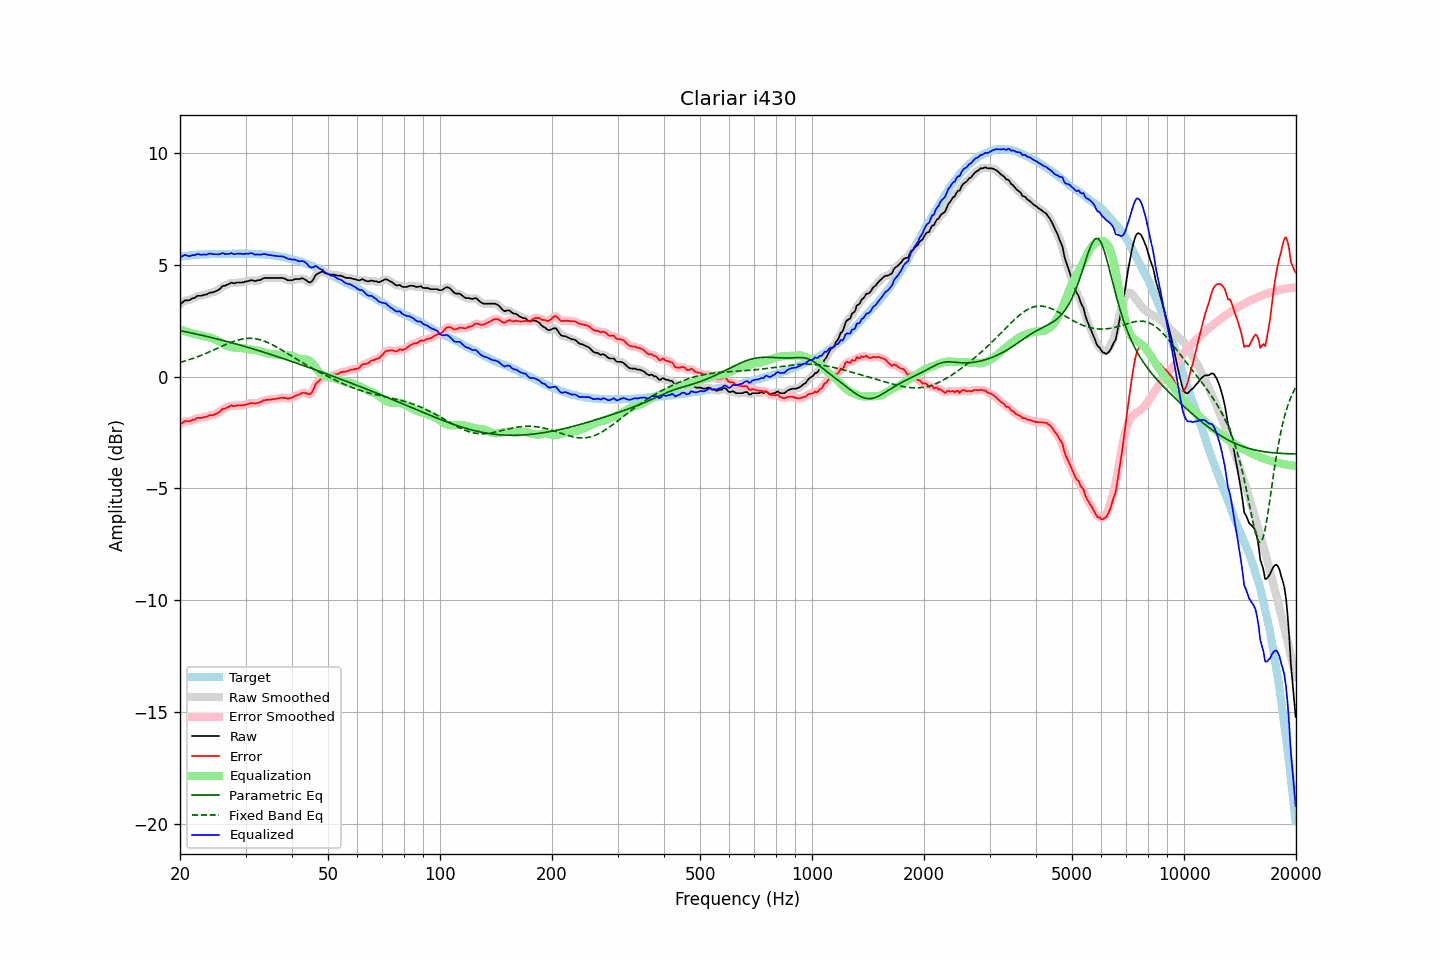 Clariar i430
Amplitude (dBr)
10
5
0
−5
−10
−15
−20
Target
Raw Smoothed
Error Smoothed
Raw
Error
Equalization
Parametric Eq
Fixed Band Eq
Equalized
20 50 100 200 500 1000 2000 5000 10000 20000
Frequency (Hz)